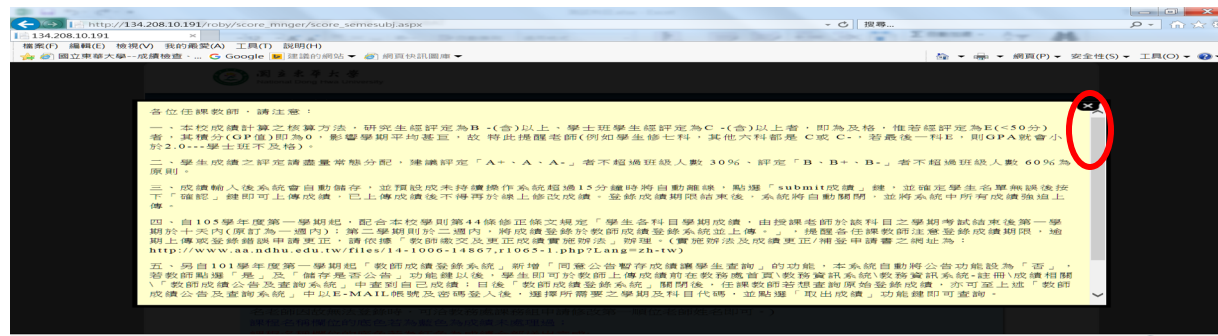 http://134.208.10.191/roby/score_mnger/score_semesubj.aspx
搜尋...
134.208.10.191
檔案(F) 編輯(E) 檢視(V) 我的最愛(A) 工具(T) 說明(H)
國立東華大學--成績檢查 - ... Google 建議的網站 網頁快訊圖庫 網頁(P) 安全性(S) 工具(O)
國立東華大學
各位任課教師，請注意：
一、本校成績計算之核算方法，研究生經評定為B -(含)以上、學士班學生經評定為C -(含)以上者，即為及格，惟若經評定為E(<50分)
者，其積分(GP值)即為0，影響學期平均甚巨，故 特此提醒老師(例如學生修七科，其他六科都是 C或 C-，若最後一科E，則GPA就會小
於2.0---學士班不及格)。
二、學生成績之評定請盡量常態分配，建議評定「A+、A、A-」者不超過班級人數 30%、評定「B、B+、B-」者不超過班級人數 60%為
原則。
三、成績輸入後系統會自動儲存，並預設成未持續操作系統超過15分鐘時將自動離線，點選「submit成績」鍵，並確定學生名單無誤後按
下「確認」鍵即可上傳成績，已上傳成績後不得再於線上修改成績。登錄成績期限結束後，系統將自動關閉，並將系統中所有成績強迫上
傳。
四、自105學年度第一學期起，配合本校學則第44條修正條文規定「學生各科目學期成績，由授課老師於該科目之學期考試結束後第一學
期於十天內(原訂為一週內)；第二學期則於二週內，將成績登錄於教師成績登錄系統並上傳。」，提醒各任課教師注意登錄成績期限，逾
期上傳或登錄錯誤申請更正，請依據「教師繳交及更正成績實施辦法」辦理。(實施辦法及成績更正/補登申請書之網址為：
http://www.aa.ndhu.edu.tw/files/14-1006-14867,r1065-1.php?Lang=zh-tw)
五、另自101學年度第一學期起「教師成績登錄系統」新增「同意公告暫存成績讓學生查詢」的功能，本系統自動將公告功能設為「否」，
若教師點選「是」及「儲存是否公告」功能鍵以後，學生即可於教師上傳成績前在教務處首頁\教務資訊系統\教務資訊系統-註冊\成績相關
\「教師成績公告及查詢系統」中查到自己成績；日後「教師成績登錄系統」關閉後，任課教師若想查詢原始登錄成績，亦可至上述「教師
成績公告及查詢系統」中以E-MAIL帳號及密碼登入後，選擇所需要之學期及科目代碼，並點選「取出成績」功能鍵即可查詢。